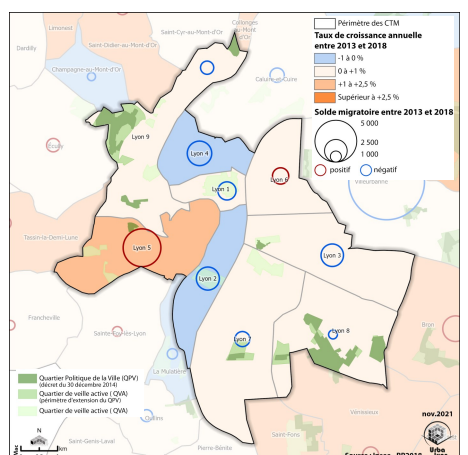 Périmètre des CTM
Taux de croissance annuelle
entre 2013 et 2018
-1 à 0 %
0 à +1 %
+1 à +2,5 %
Supérieur à +2,5 %
Solde migratoire entre 2013 et 2018
5 000
2 500
1 000
positif
négatif
Limonest
Dardilly
Saint-Didier-au-Mont-d'Or
Saint-Cyr-au-Mont-d'Or
Collonges
au-Mont-d'Or
Champagne-au-Mont-d'Or
Caluire-et-Cuire
Écully
Lyon 9
Lyon 4
Lyon 1
Lyon 6
Villeurbanne
Tassin-la-Demi-Lune
Lyon 5
Lyon 3
Lyon 2
Francheville
Sainte-Foy-lès-Lyon
Lyon 7
Lyon 8
Bron
La Mulatière
Oullins
Vénissieux
Saint-Fons
Saint-Genis-Laval
Pierre-Bénite
Quartier Politique de la Ville (QPV)
(décret du 30 décembre 2014)
Quartier de veille active ( QVA)
(périmètre d'extension du QPV)
Quartier de veille active ( QVA)
N
km
nov.2021
Urba